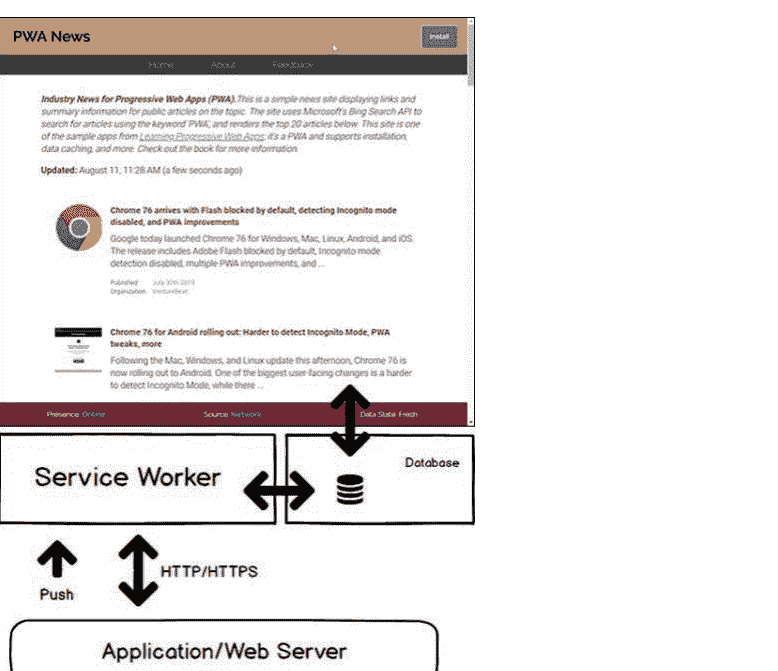 PWA News
Install
Home About Feedback
Industry News for Progressive Web Apps (PWA).This is a simple news site displaying links and
summary information for public articles on the topic. The site uses Microsoft's Bing Search API to
search for articles using the keyword 'PWA', and renders the top 20 articles below. This site is one
of the sample apps from Learning Progressive Web Apps; it's a PWA and supports installation,
data caching, and more. Check out the book for more information.
Updated: August 11, 11:28 AM (a few seconds ago)
Chrome 76 arrives with Flash blocked by default, detecting Incognito mode
disabled, and PWA improvements
Google today launched Chrome 76 for Windows, Mac, Linux, Android, and iOS.
The release includes Adobe Flash blocked by default, Incognito mode
detection disabled, multiple PWA improvements, and ...
Published July 30th 2019
Organization VentureBeat
Chrome 76 for Android rolling out: Harder to detect Incognito Mode, PWA
tweaks, more
Following the Mac, Windows, and Linux update this afternoon, Chrome 76 is
now rolling out to Android. One of the biggest user-facing changes is a harder
to detect Incognito Mode, while there ...
Presence Online Source Network Data State Fresh
Service Worker
Database
HTTP/HTTPS
Push
Application/Web Server